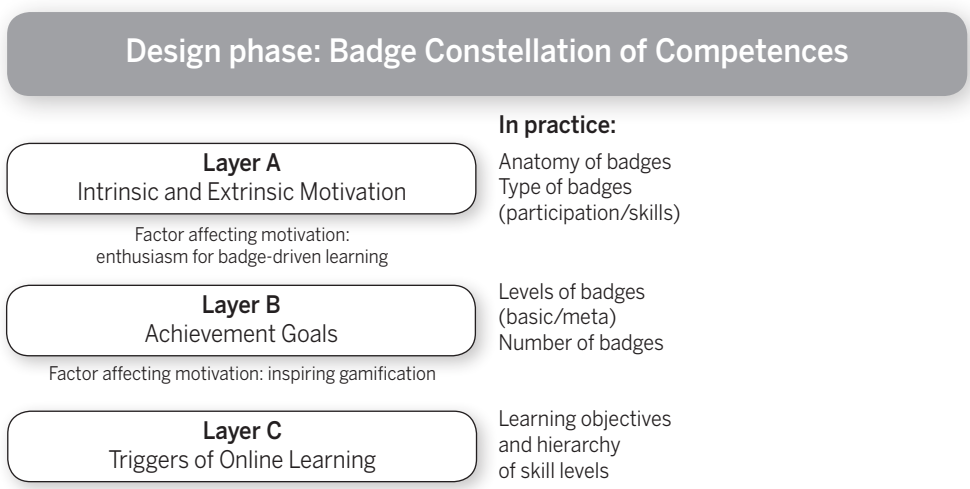 Design phase: Badge Constellation of Competences
In practice:
Layer A
Intrinsic and Extrinsic Motivation
Anatomy of badges
Type of badges
(participation/skills)
Factor affecting motivation:
enthusiasm for badge-driven learning
Layer B
Achievement Goals
Levels of badges
(basic/meta)
Number of badges
Factor affecting motivation: inspiring gamification
Layer C
Triggers of Online Learning
Learning objectives
and hierarchy
of skill levels